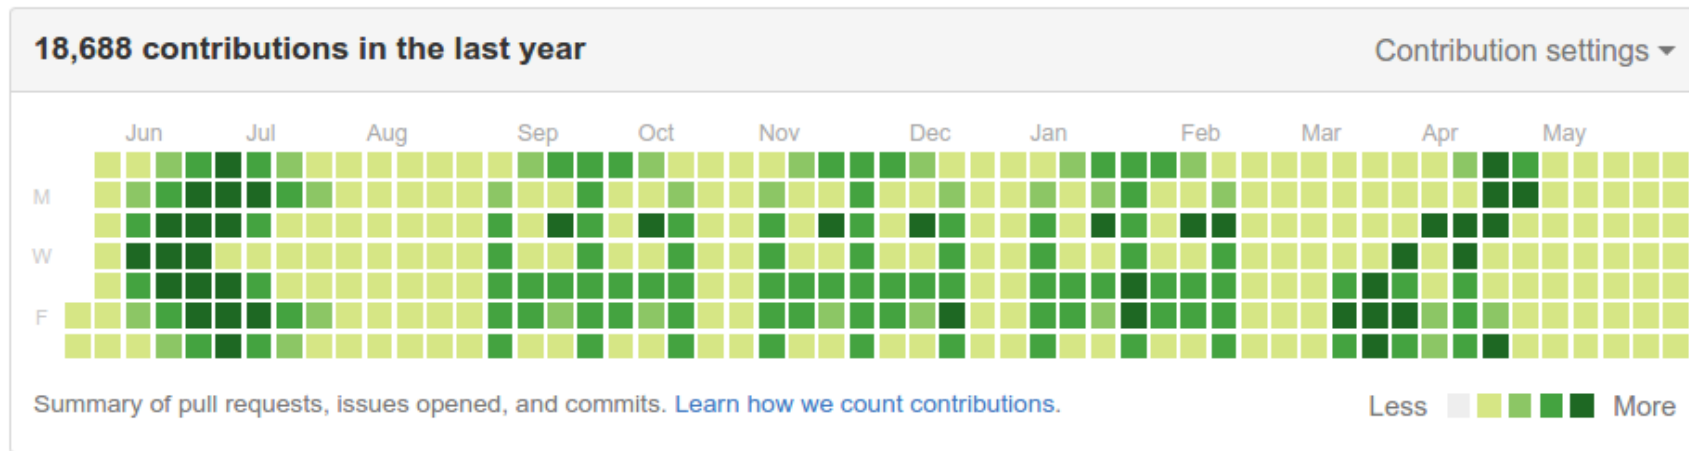 18,688 contributions in the last year
Contribution settings
Jun Jul Aug Sep Oct Nov Dec Jan Feb Mar Apr May
M
W
F
Summary of pull requests, issues opened, and commits. Learn how we count contributions.
Less More